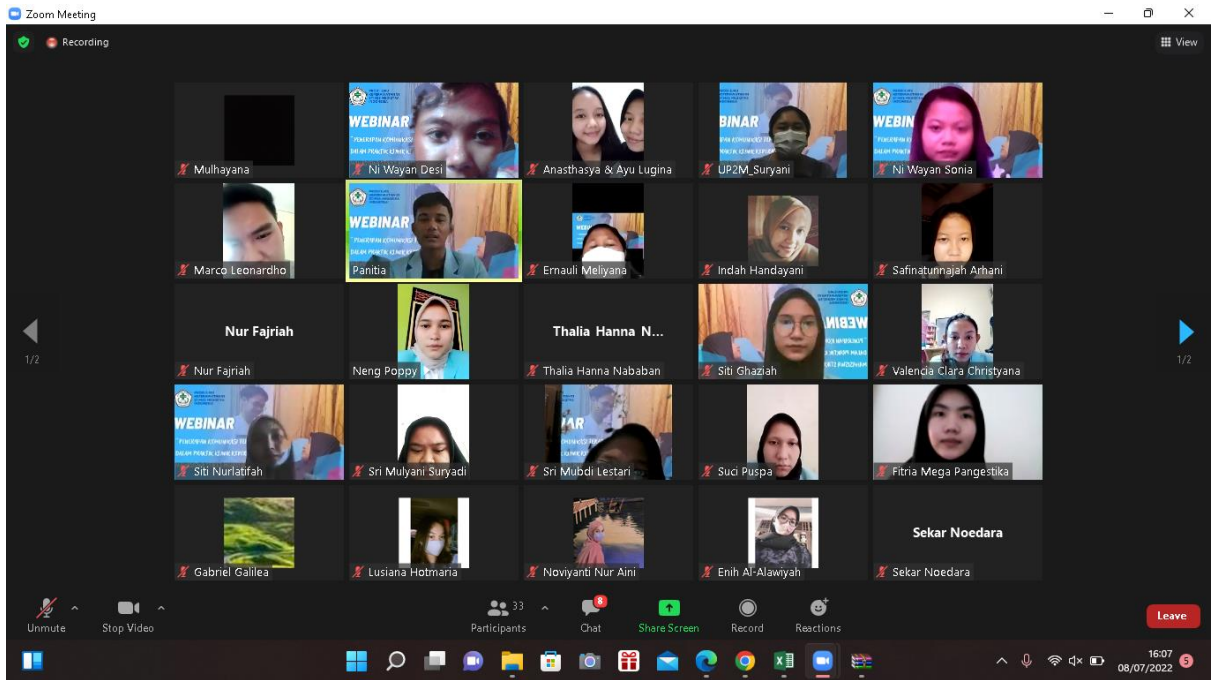 Zoom Meeting
Recording
View
Mulhayana
WEBINAR
Ni Wayan Desi
Anasthasya & Ayu Lugina
BINAR
UP2M_Suryani
WEBIN
Ni Wayan Sonia
Marco Leonardho
WEBINAR
Panitia
Ernauli Meliyana
Indah Handayani
Safinatunnajah Arhani
1/2
Nur Fajriah
Nur Fajriah
Neng Poppy
Thalia Hanna N...
Thalia Hanna Nababan
Siti Ghaziah
Valencia Clara Christyana
1/2
WEBINAR
Siti Nurlatifah
Sri Mulyani Suryadi
Sri Mubdi Lestari
Suci Puspa
Fitria Mega Pangestika
Gabriel Galilea
Lusiana Hotmaria
Noviyanti Nur Aini
Enih Al-Alawiyah
Sekar Noedara
Sekar Noedara
Unmute
Stop Video
33
Participants
8
Chat
Share Screen
Record
Reactions
Leave
16:07
08/07/2022
5